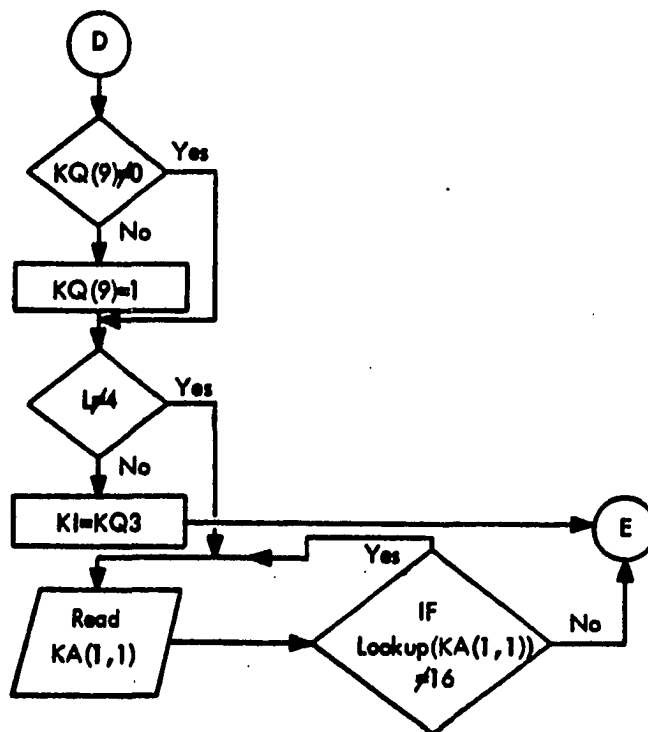 D
KQ(9)≠0
Yes
No
KQ(9)=1
L≠4
Yes
No
KI=KQ3
E
Yes
Read
KA(1,1)
IF
Lookup(KA(1,1))
≠16
No